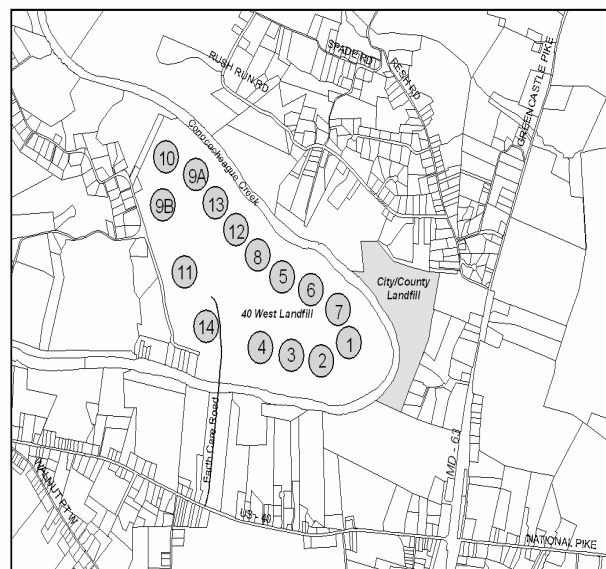 SPADE RD
RUSH RUN RD
RESH RD
GREENCASTLE PIKE
Conococheague Creek
10
9A
9B
13
12
8
11
5
6
7
City/County
Landfill
40 West Landfill
14
4
3
2
1
Earth Care Road
MD - 63
WALNUT PT W
US - 40
NATIONAL PIKE